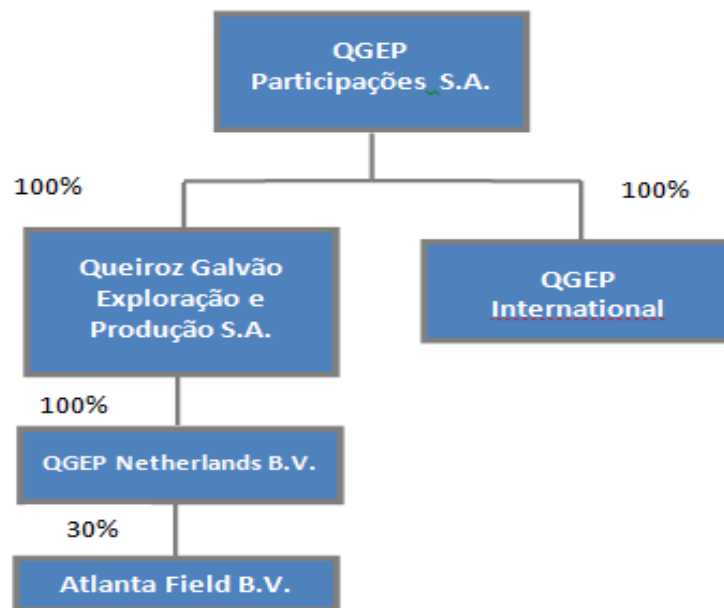 QGEP
Participações S.A.
100%
100%
Queiroz Galvão
Exploração e
Produção S.A.
QGEP
International
100%
QGEP Netherlands B.V.
30%
Atlanta Field B.V.